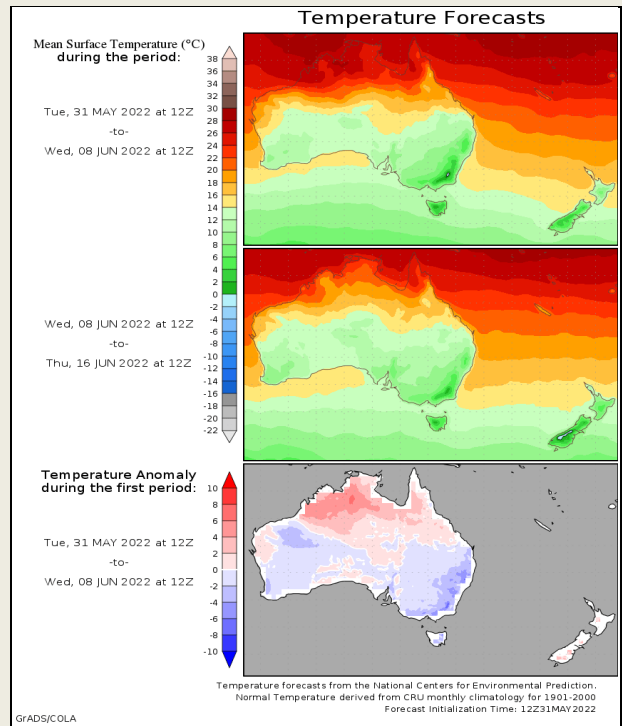 Temperature Forecasts
Mean Surface Temperature (°C)
during the period:
Tue, 31 MAY 2022 at 12Z
-to-
Wed, 08 JUN 2022 at 12Z
38
36
34
32
30
28
26
24
22
20
18
16
14
12
10
8
6
4
2
0
-2
-4
-6
-8
-10
-12
-14
-16
-17
-18
-20
-22
Wed, 08 JUN 2022 at 12Z
-to-
Thu, 16 JUN 2022 at 12Z
Temperature Anomaly
during the first period:
Tue, 31 MAY 2022 at 12Z
-to-
Wed, 08 JUN 2022 at 12Z
10
8
6
4
2
0
-2
-4
-6
-8
-10
Temperature forecasts from the National Centers for Environmental Prediction.
Normal Temperature derived from CRU monthly climatology for 1901-2000
Forecast Initialization Time: 12Z31MAY2022
GrADS/COLA